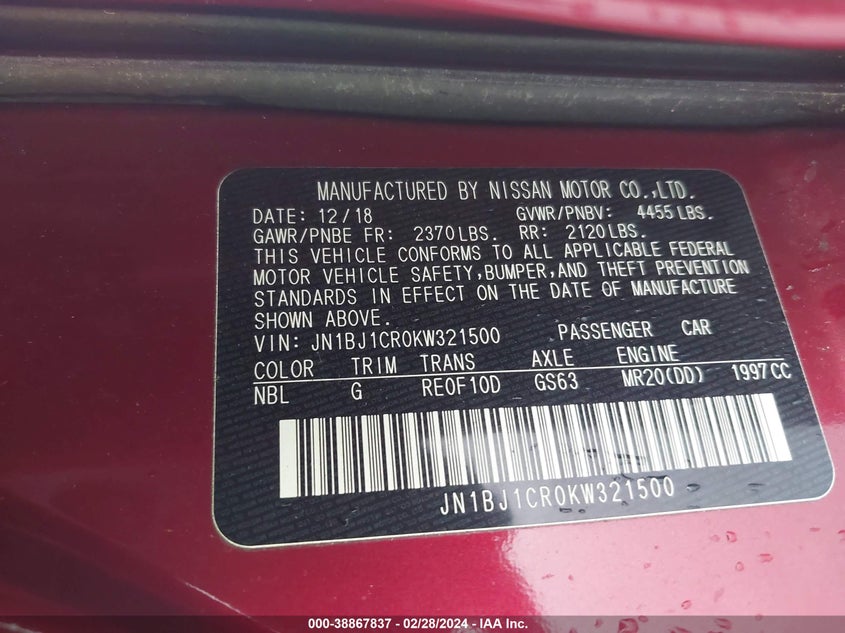 MANUFACTURED BY NISSAN MOTOR CO.,LTD.
DATE: 12/18 GVWR/PNBV: 4455 LBS.
GAWR/PNBE FR: 2370 LBS. RR: 2120 LBS.
THIS VEHICLE CONFORMS TO ALL APPLICABLE FEDERAL
MOTOR VEHICLE SAFETY,BUMPER,AND THEFT PREVENTION
STANDARDS IN EFFECT ON THE DATE OF MANUFACTURE
SHOWN ABOVE.
VIN: JN1BJ1CR0KW321500 PASSENGER CAR
COLOR TRIM TRANS AXLE ENGINE
NBL G RE0F10D GS63 MR20(DD) 1997CC
JN1BJ1CR0KW321500
000-38867837 - 02/28/2024 - IAA Inc.